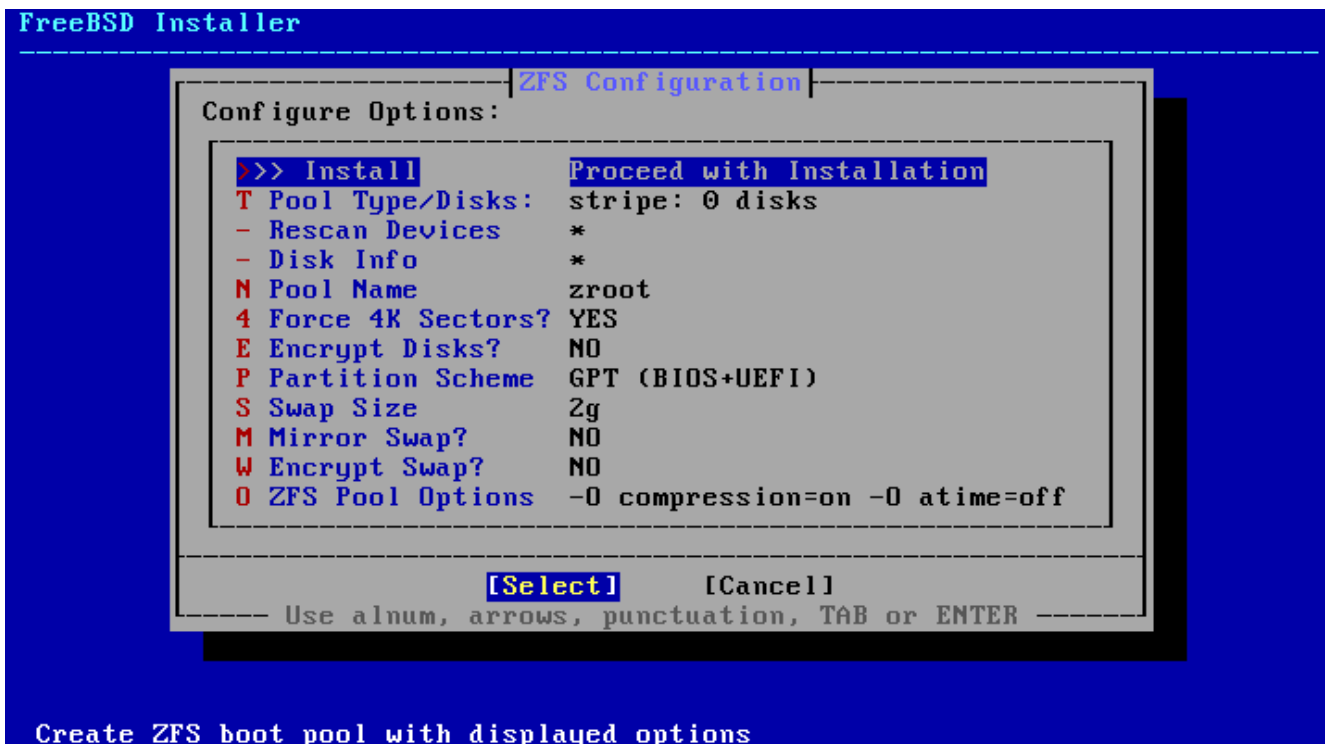 FreeBSD Installer
ZFS Configuration
Configure Options:
>>> Install Proceed with Installation
T Pool Type/Disks: stripe: 0 disks
- Rescan Devices *
- Disk Info *
N Pool Name zroot
4 Force 4K Sectors? YES
E Encrypt Disks? NO
P Partition Scheme GPT (BIOS+UEFI)
S Swap Size 2g
M Mirror Swap? NO
W Encrypt Swap? NO
O ZFS Pool Options -O compression=on -O atime=off
[Select] [Cancel]
Use alnum, arrows, punctuation, TAB or ENTER
Create ZFS boot pool with displayed options